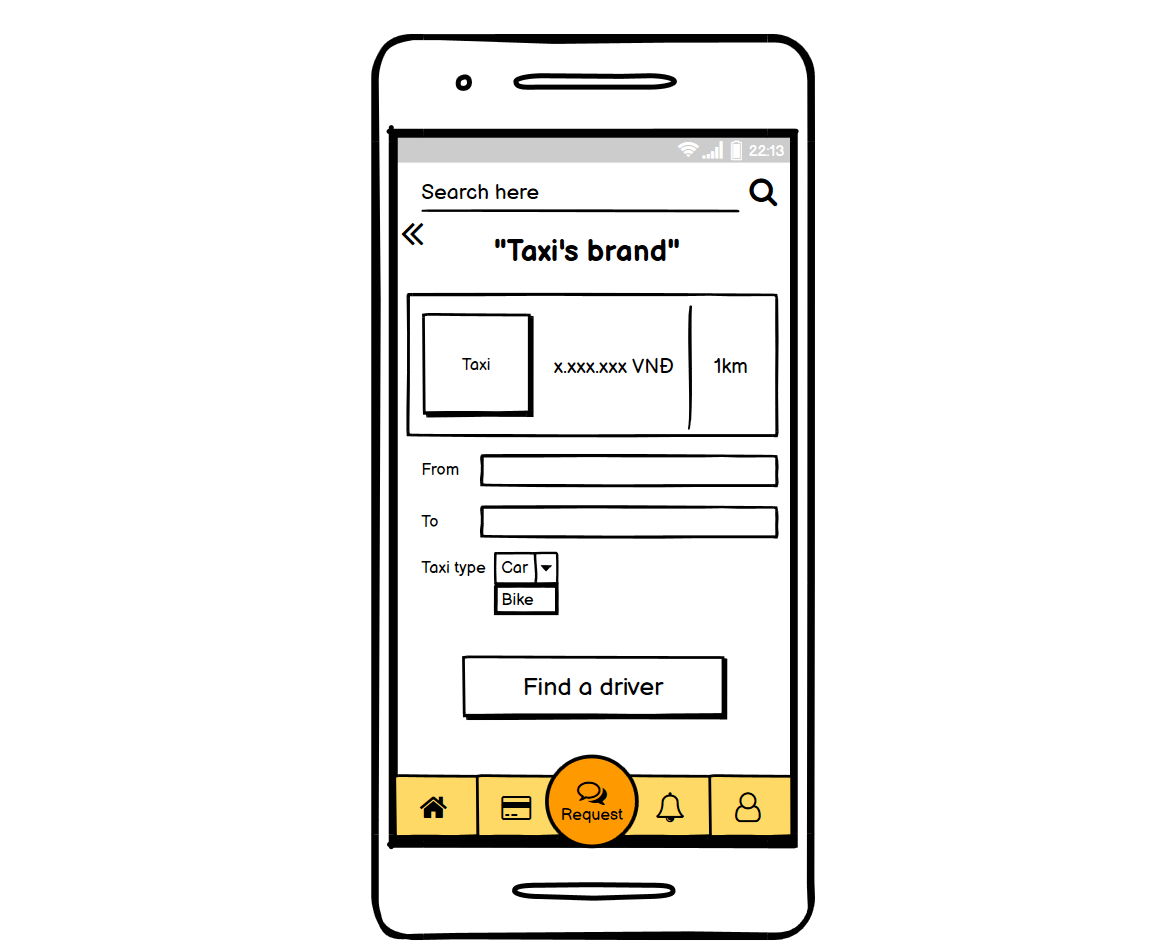 22:13
Search here
"Taxi's brand"
Taxi
x.xxx.xxx VNĐ
1km
From
To
Taxi type
Car
Bike
Find a driver
Request